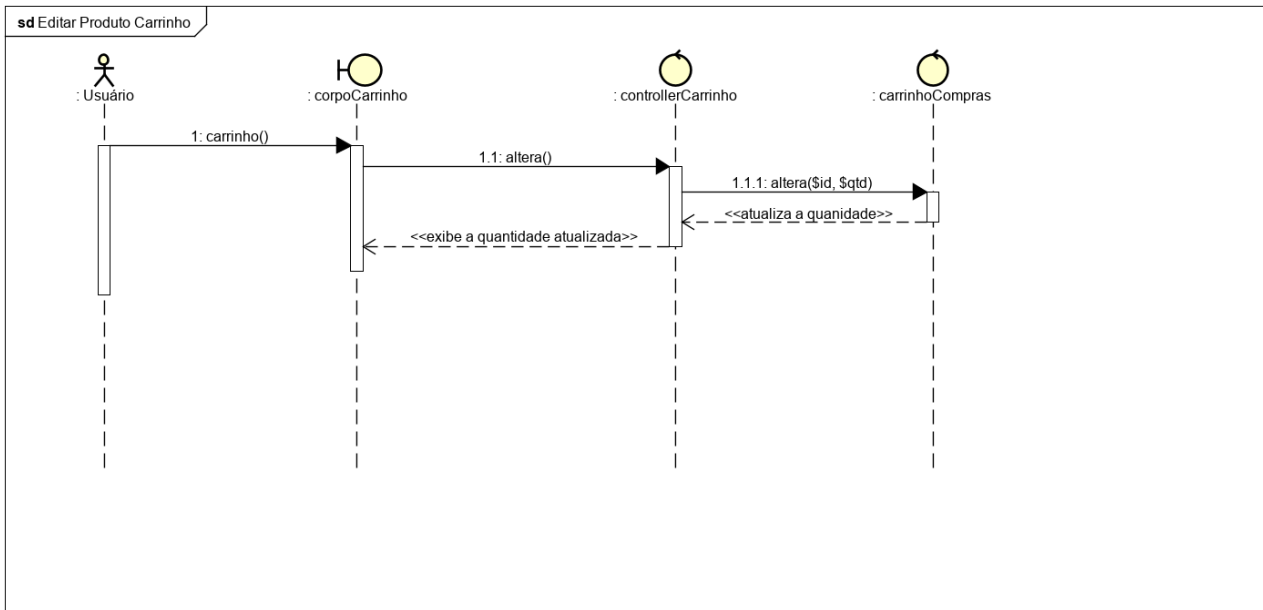 sd Editar Produto Carrinho
: Usuário
: corpoCarrinho
: controllerCarrinho
: carrinhoCompras
1: carrinho()
1.1: altera()
1.1.1: altera($id, $qtd)
<<atualiza a quanidade>>
<<exibe a quantidade atualizada>>